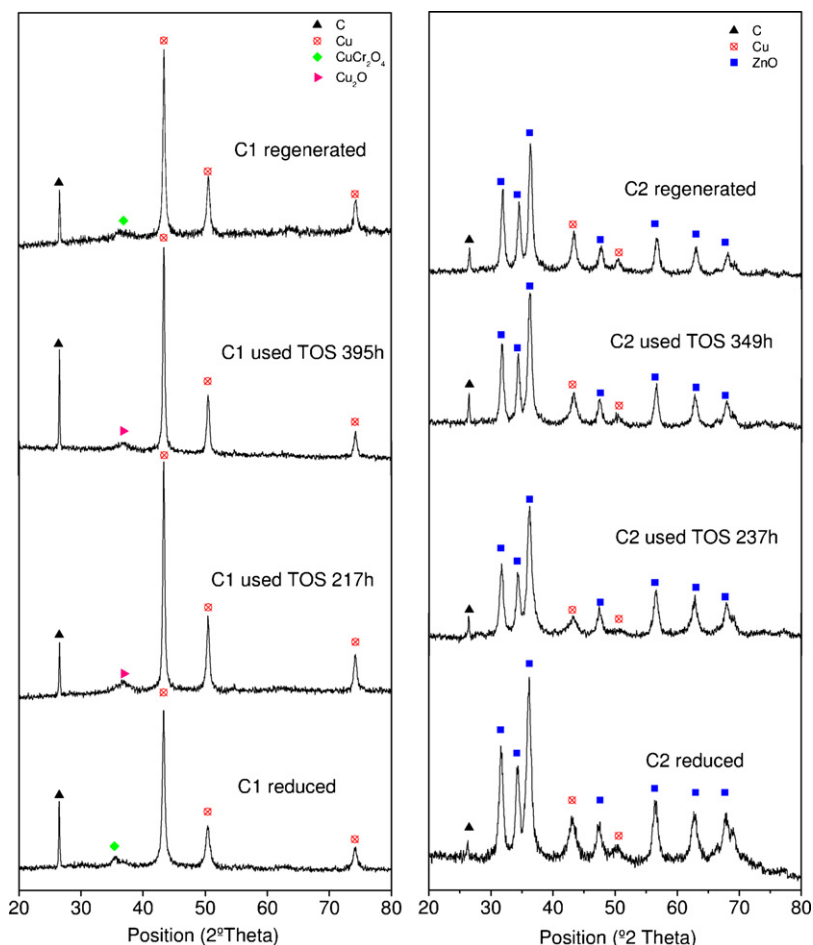 C
Cu
CuCr₂O₄
Cu₂O
C1 regenerated
C1 used TOS 395h
C1 used TOS 217h
C1 reduced
20 30 40 50 60 70 80
Position (2ºTheta)
C
Cu
ZnO
C2 regenerated
C2 used TOS 349h
C2 used TOS 237h
C2 reduced
20 30 40 50 60 70 80
Position (º2 Theta)